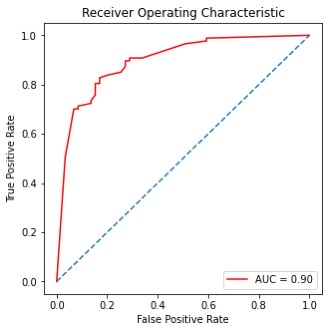 Receiver Operating Characteristic
1.0
0.8
0.6
0.4
0.2
0.0
True Positive Rate
AUC = 0.90
0.0 0.2 0.4 0.6 0.8 1.0
False Positive Rate